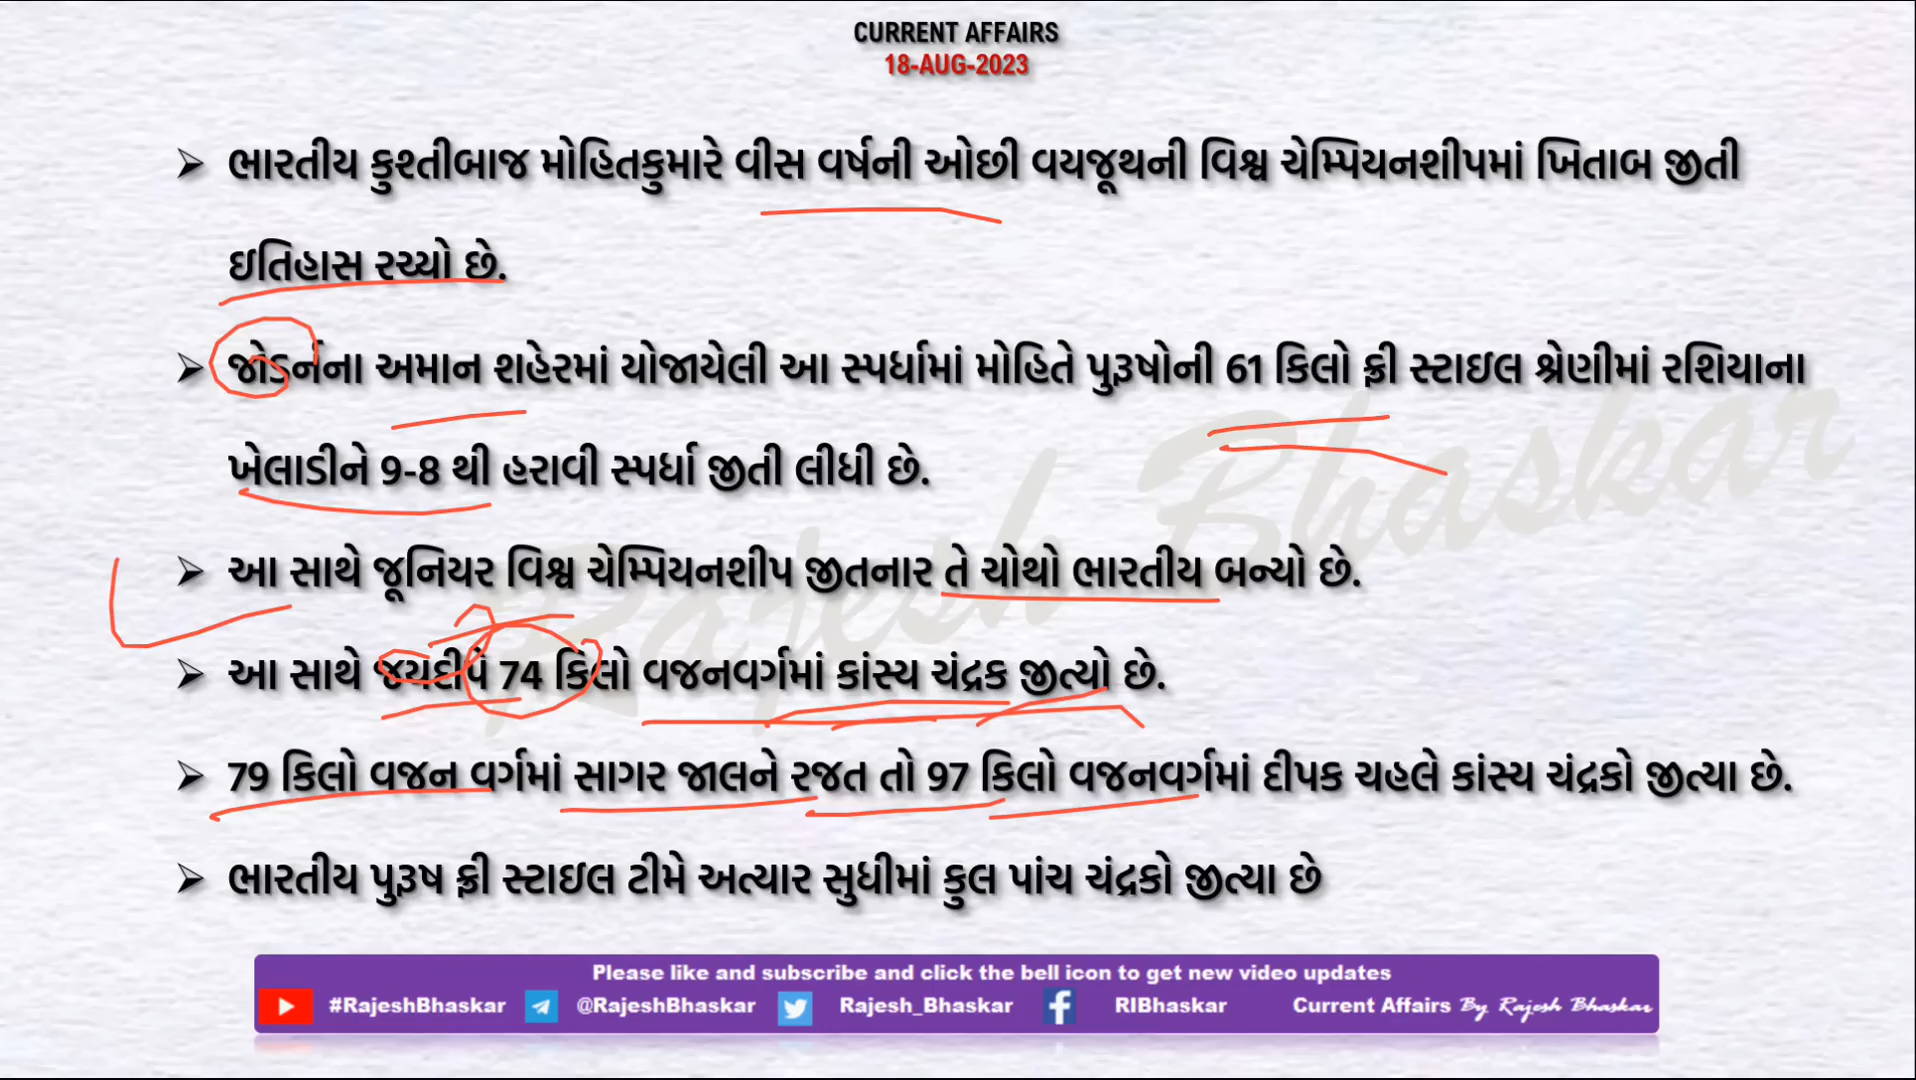 CURRENT AFFAIRS
18-AUG-2023
➢ ભારતીય કુશ્તીબાજ મોહિતકુમારે વીસ વર્ષની ઓછી વયજૂથની વિશ્વ ચેમ્પિયનશીપમાં ખિતાબ જીતી
ઇતિહાસ રચ્યો છે.
➢ જોર્ડનના અમાન શહેરમાં યોજાયેલી આ સ્પર્ધામાં મોહિતે પુરૂષોની 61 કિલો ફ્રી સ્ટાઇલ શ્રેણીમાં રશિયાના
ખેલાડીને 9-8 થી હરાવી સ્પર્ધા જીતી લીધી છે.
➢ આ સાથે જૂનિયર વિશ્વ ચેમ્પિયનશીપ જીતનાર તે ચોથો ભારતીય બન્યો છે.
➢ આ સાથે જયદીપે 74 કિલો વજનવર્ગમાં કાંસ્ય ચંદ્રક જીત્યો છે.
➢ 79 કિલો વજન વર્ગમાં સાગર જાલને રજત તો 97 કિલો વજનવર્ગમાં દીપક ચહલે કાંસ્ય ચંદ્રકો જીત્યા છે.
➢ ભારતીય પુરૂષ ફ્રી સ્ટાઇલ ટીમે અત્યાર સુધીમાં કુલ પાંચ ચંદ્રકો જીત્યા છે
Rajesh Bhaskar
Please like and subscribe and click the bell icon to get new video updates
#RajeshBhaskar @RajeshBhaskar Rajesh_Bhaskar RIBhaskar Current Affairs By Rajesh Bhaskar